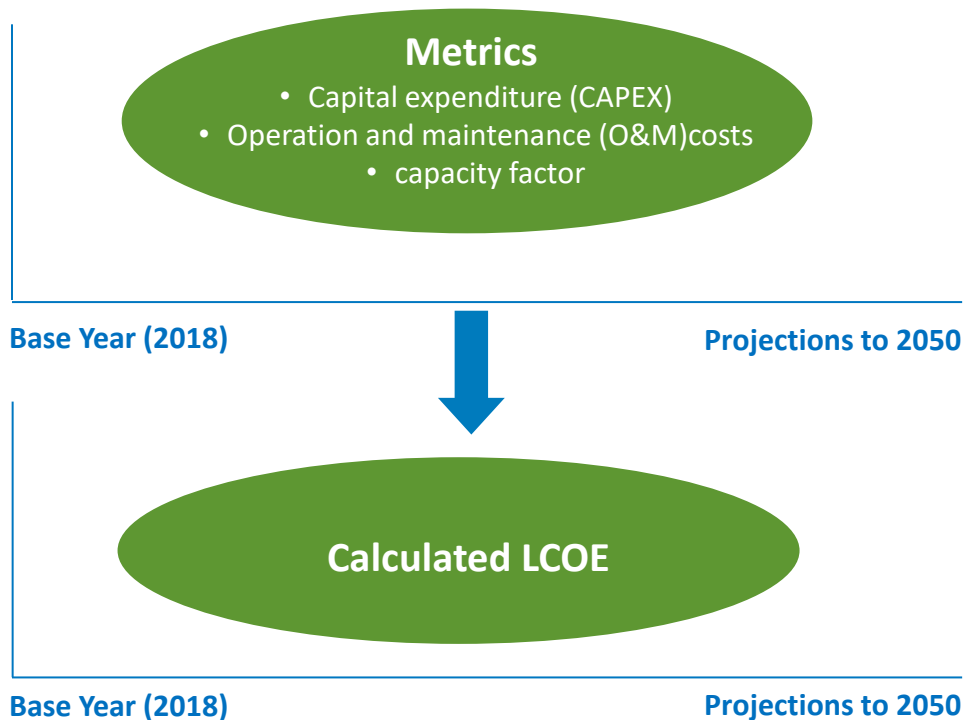 Metrics
• Capital expenditure (CAPEX)
• Operation and maintenance (O&M)costs
• capacity factor
Base Year (2018)
Projections to 2050
Calculated LCOE
Base Year (2018)
Projections to 2050